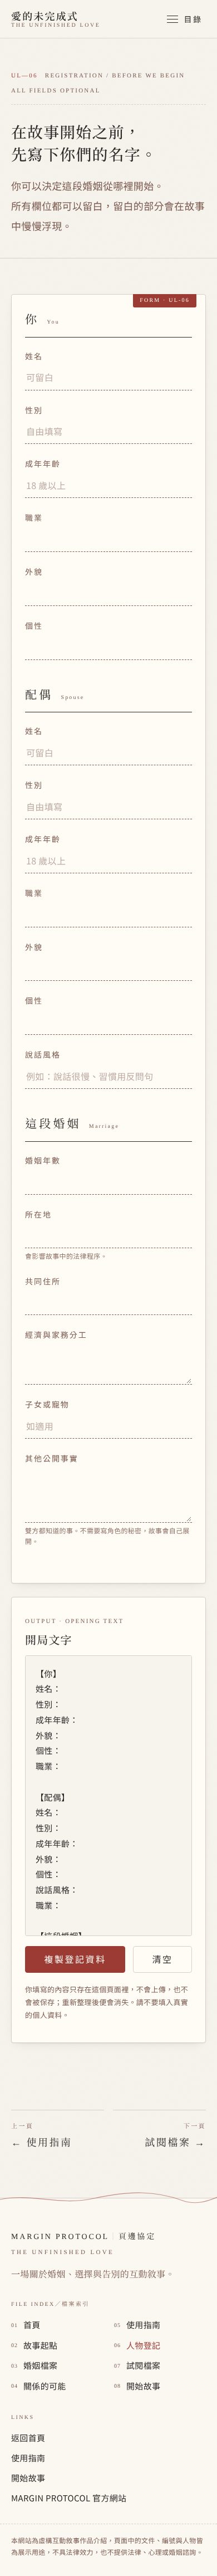 愛的未完成式
THE UNFINISHED LOVE
目錄
UL—06 REGISTRATION / BEFORE WE BEGIN
ALL FIELDS OPTIONAL
在故事開始之前，
先寫下你們的名字。
你可以決定這段婚姻從哪裡開始。
所有欄位都可以留白，留白的部分會在故事
中慢慢浮現。
FORM · UL-06
你 You
姓名
可留白
性別
自由填寫
成年年齡
18 歲以上
職業
外貌
個性
配偶 Spouse
姓名
可留白
性別
自由填寫
成年年齡
18 歲以上
職業
外貌
個性
說話風格
例如：說話很慢、習慣用反問句
這段婚姻 Marriage
婚姻年數
所在地
會影響故事中的法律程序。
共同住所
經濟與家務分工
子女或寵物
如適用
其他公開事實
雙方都知道的事。不需要寫角色的秘密，故事會自己展
開。
OUTPUT · OPENING TEXT
開局文字
【你】
姓名：
性別：
成年年齡：
外貌：
個性：
職業：
【配偶】
姓名：
性別：
成年年齡：
外貌：
個性：
說話風格：
職業：
【這段婚姻】
複製登記資料
清空
你填寫的內容只存在這個頁面裡，不會上傳，也不
會被保存；重新整理後便會消失。請不要填入真實
的個人資料。
上一頁
← 使用指南
下一頁
試閱檔案 →
MARGIN PROTOCOL | 頁邊協定
THE UNFINISHED LOVE
一場關於婚姻、選擇與告別的互動敘事。
FILE INDEX／檔案索引
01 首頁
02 故事起點
03 婚姻檔案
04 關係的可能
05 使用指南
06 人物登記
07 試閱檔案
08 開始故事
LINKS
返回首頁
使用指南
開始故事
MARGIN PROTOCOL 官方網站
本網站為虛構互動敘事作品介紹，頁面中的文件、編號與人物皆
為展示用途，不具法律效力，也不提供法律、心理或婚姻諮詢。